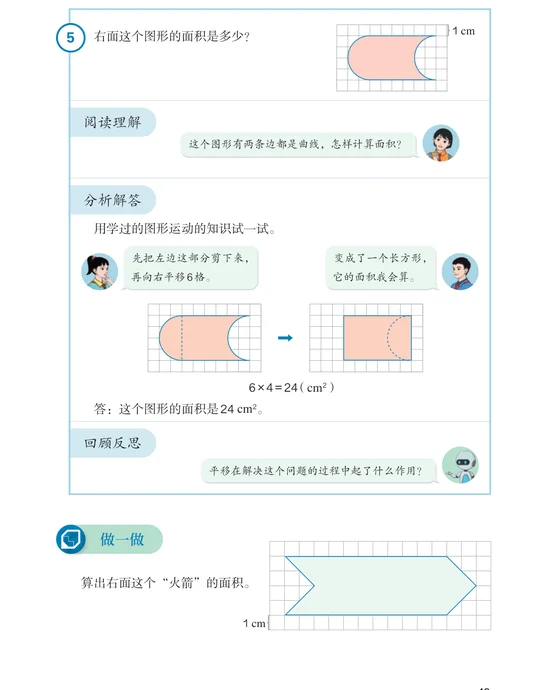 5
右面这个图形的面积是多少？
1 cm
阅读理解
这个图形有两条边都是曲线，怎样计算面积？
分析解答
用学过的图形运动的知识试一试。
先把左边这部分剪下来，
再向右平移6格。
变成了一个长方形，
它的面积我会算。
6×4＝24（cm²）
答：这个图形的面积是24 cm²。
回顾反思
平移在解决这个问题的过程中起了什么作用？
做一做
算出右面这个“火箭”的面积。
1 cm